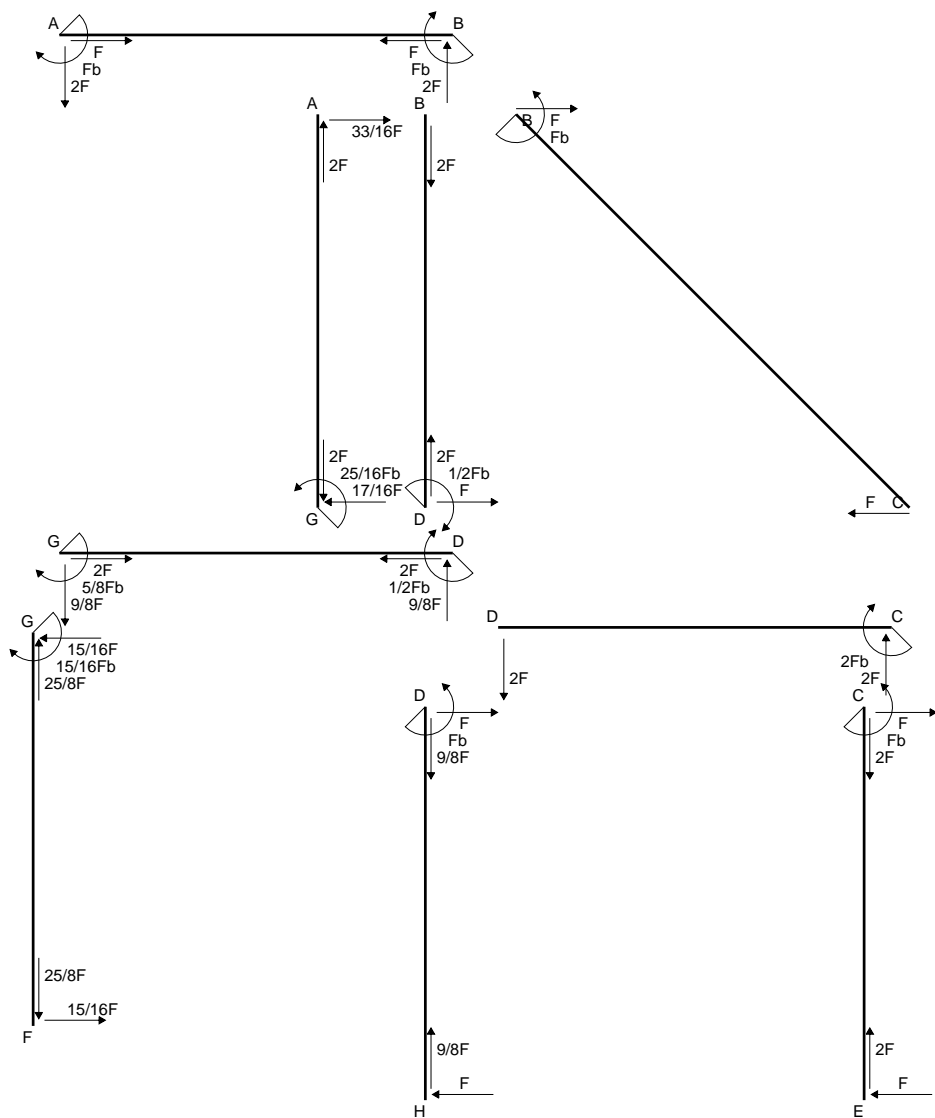 A B
F F
Fb Fb
2F 2F
A B
33/16F
B F
Fb
2F 2F
2F 2F
25/16Fb 1/2Fb
17/16F F
G D
F C
G D
2F 2F
5/8Fb 1/2Fb
9/8F 9/8F
G D C
15/16F
15/16Fb 2Fb
25/8F 2F 2F
D C
F F
Fb Fb
9/8F 2F
25/8F
15/16F
F
9/8F 2F
F F
H E